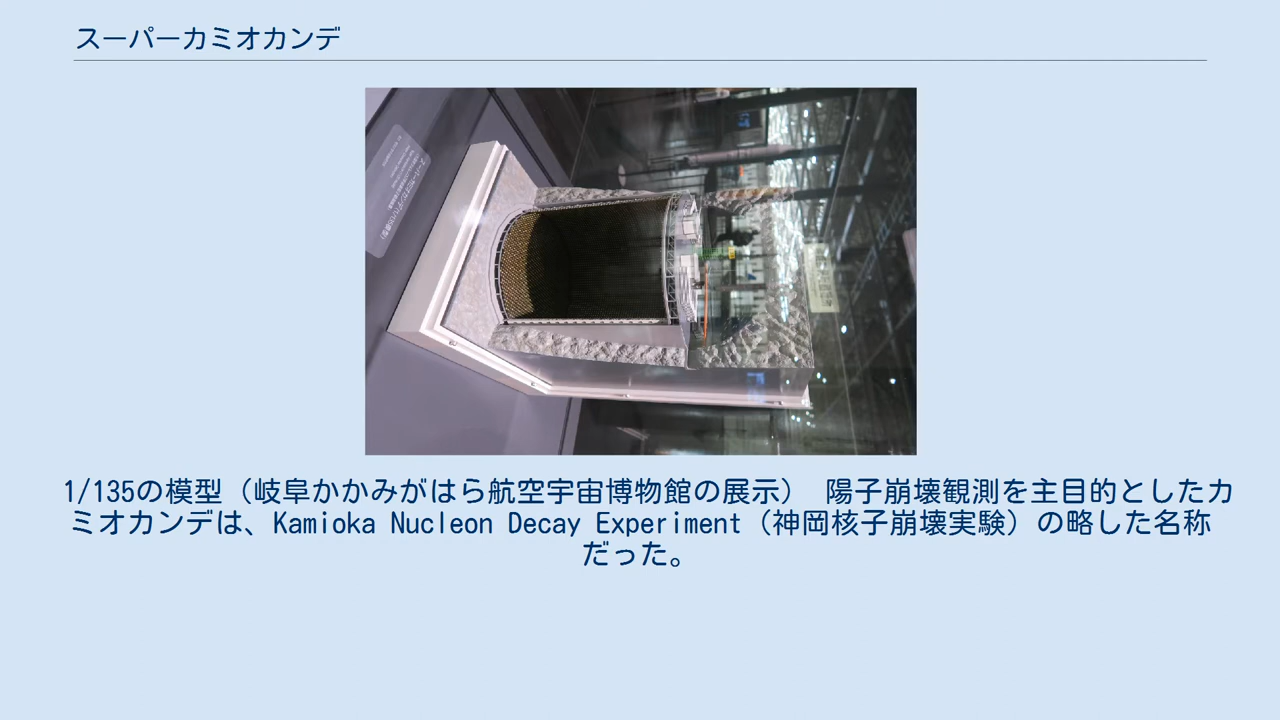 スーパーカミオカンデ
1/135の模型（岐阜かかみがはら航空宇宙博物館の展示）　陽子崩壊観測を主目的としたカ
ミオカンデは、Kamioka Nucleon Decay Experiment（神岡核子崩壊実験）の略した名称
だった。